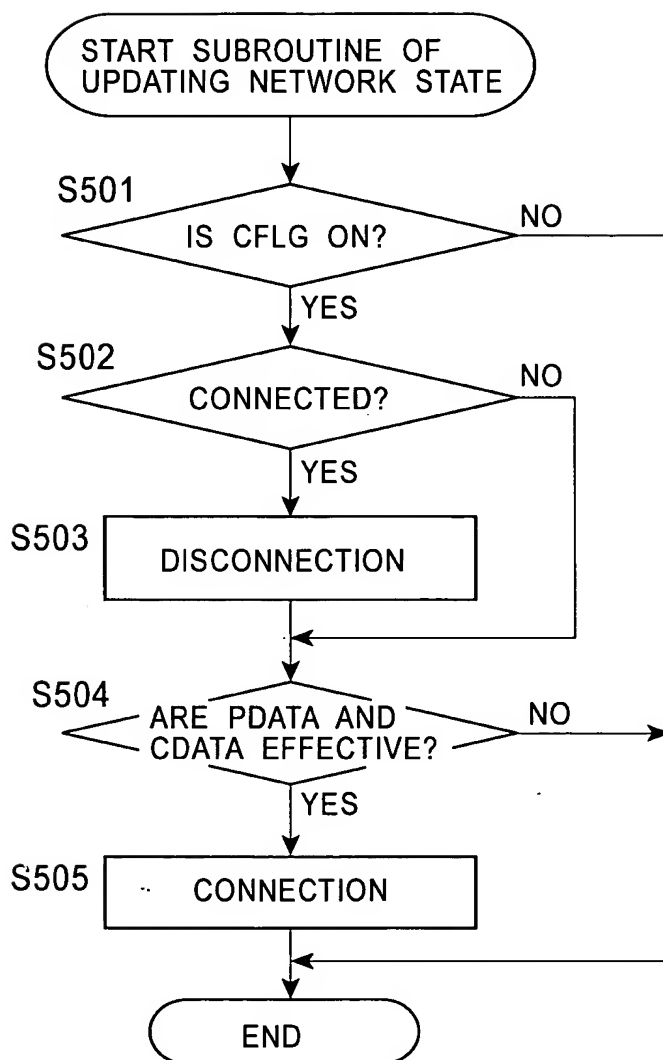 START SUBROUTINE OF
UPDATING NETWORK STATE
S501
IS CFLG ON?
NO
YES
S502
CONNECTED?
NO
YES
S503
DISCONNECTION
S504
ARE PDATA AND
CDATA EFFECTIVE?
NO
YES
S505
CONNECTION
END